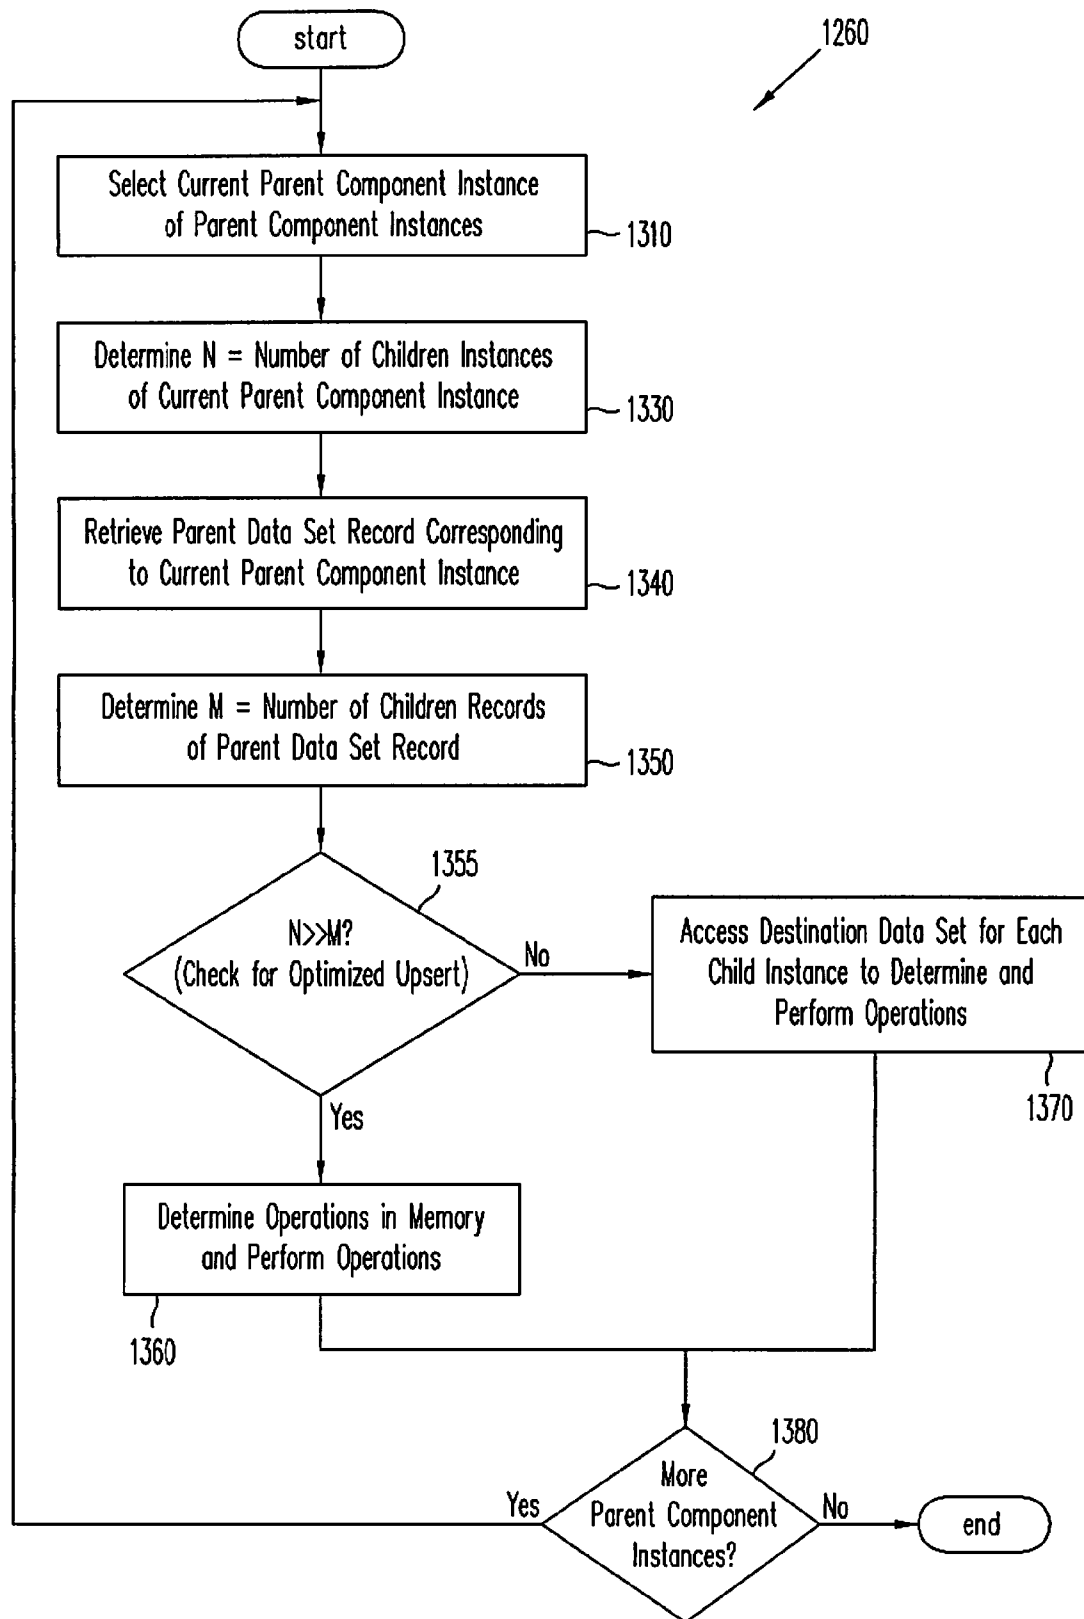 start
1260
Select Current Parent Component Instance
of Parent Component Instances
1310
Determine N = Number of Children Instances
of Current Parent Component Instance
1330
Retrieve Parent Data Set Record Corresponding
to Current Parent Component Instance
1340
Determine M = Number of Children Records
of Parent Data Set Record
1350
1355
N>>M?
(Check for Optimized Upsert)
No
Access Destination Data Set for Each
Child Instance to Determine and
Perform Operations
1370
Yes
Determine Operations in Memory
and Perform Operations
1360
1380
More
Parent Component
Instances?
Yes
No
end